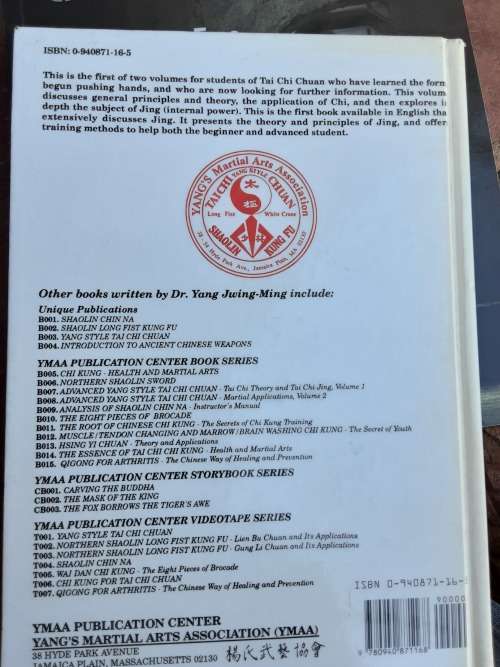 ISBN: 0-940871-16-5
This is the first of two volumes for students of Tai Chi Chuan who have learned the form
begun pushing hands, and who are now looking for further information. This volum
discusses general principles and theory, the application of Chi, and then explores i
depth the subject of Jing (internal power). This is the first book available in English tha
extensively discusses Jing. It presents the theory and principles of Jing, and offer
training methods to help both the beginner and advanced student.
YANG'S Martial Arts Association
TAI CHI YANG STYLE CHUAN
太極
Long Fist White Crane
少林
SHAOLIN KUNG FU
38 - 14 Hyde Park Ave., Jamaica Plain, MA 02130
Other books written by Dr. Yang Jwing-Ming include:
Unique Publications
B001. SHAOLIN CHIN NA
B002. SHAOLIN LONG FIST KUNG FU
B003. YANG STYLE TAI CHI CHUAN
B004. INTRODUCTION TO ANCIENT CHINESE WEAPONS
YMAA PUBLICATION CENTER BOOK SERIES
B005. CHI KUNG - HEALTH AND MARTIAL ARTS
B006. NORTHERN SHAOLIN SWORD
B007. ADVANCED YANG STYLE TAI CHI CHUAN - Tai Chi Theory and Tai Chi Jing, Volume 1
B008. ADVANCED YANG STYLE TAI CHI CHUAN - Martial Applications, Volume 2
B009. ANALYSIS OF SHAOLIN CHIN NA - Instructor's Manual
B010. THE EIGHT PIECES OF BROCADE
B011. THE ROOT OF CHINESE CHI KUNG - The Secrets of Chi Kung Training
B012. MUSCLE/TENDON CHANGING AND MARROW/BRAIN WASHING CHI KUNG - The Secret of Youth
B013. HSING YI CHUAN - Theory and Applications
B014. THE ESSENCE OF TAI CHI CHI KUNG - Health and Martial Arts
B015. QIGONG FOR ARTHRITIS - The Chinese Way of Healing and Prevention
YMAA PUBLICATION CENTER STORYBOOK SERIES
CB001. CARVING THE BUDDHA
CB002. THE MASK OF THE KING
CB003. THE FOX BORROWS THE TIGER'S AWE
YMAA PUBLICATION CENTER VIDEOTAPE SERIES
T001. YANG STYLE TAI CHI CHUAN
T002. NORTHERN SHAOLIN LONG FIST KUNG FU - Lien Bu Chuan and Its Applications
T003. NORTHERN SHAOLIN LONG FIST KUNG FU - Gung Li Chuan and Its Applications
T004. SHAOLIN CHIN NA
T005. WAI DAN CHI KUNG - The Eight Pieces of Brocade
T006. CHI KUNG FOR TAI CHI CHUAN
T007. QIGONG FOR ARTHRITIS - The Chinese Way of Healing and Prevention
ISBN 0-940871-16-
90000
9 780940 871168
YMAA PUBLICATION CENTER
YANG'S MARTIAL ARTS ASSOCIATION (YMAA)
38 HYDE PARK AVENUE
JAMAICA PLAIN, MASSACHUSETTS 02130
楊氏武藝協會